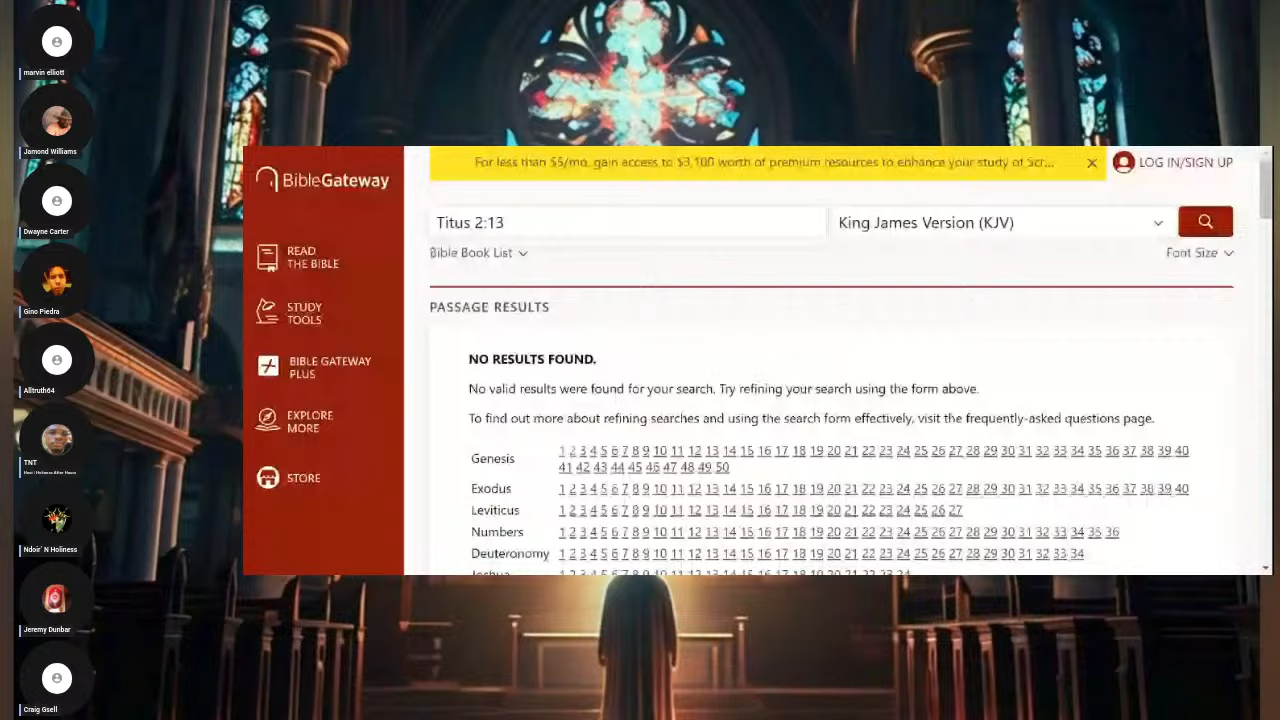 marvin elliott
Jamond Williams
Dwayne Carter
Gino Piedra
Alltruth64
TNT
Host | Holiness After Hours
Ndoir' N Holiness
Jeremy Dunbar
Craig Gsell
BibleGateway
READ
THE BIBLE
STUDY
TOOLS
BIBLE GATEWAY
PLUS
EXPLORE
MORE
STORE
For less than $5/mo. gain access to $3,100 worth of premium resources to enhance your study of Scr...
LOG IN/SIGN UP
Titus 2:13
King James Version (KJV)
Bible Book List
Font Size
PASSAGE RESULTS
NO RESULTS FOUND.
No valid results were found for your search. Try refining your search using the form above.
To find out more about refining searches and using the search form effectively, visit the frequently-asked questions page.
Genesis 1 2 3 4 5 6 7 8 9 10 11 12 13 14 15 16 17 18 19 20 21 22 23 24 25 26 27 28 29 30 31 32 33 34 35 36 37 38 39 40
41 42 43 44 45 46 47 48 49 50
Exodus 1 2 3 4 5 6 7 8 9 10 11 12 13 14 15 16 17 18 19 20 21 22 23 24 25 26 27 28 29 30 31 32 33 34 35 36 37 38 39 40
Leviticus 1 2 3 4 5 6 7 8 9 10 11 12 13 14 15 16 17 18 19 20 21 22 23 24 25 26 27
Numbers 1 2 3 4 5 6 7 8 9 10 11 12 13 14 15 16 17 18 19 20 21 22 23 24 25 26 27 28 29 30 31 32 33 34 35 36
Deuteronomy 1 2 3 4 5 6 7 8 9 10 11 12 13 14 15 16 17 18 19 20 21 22 23 24 25 26 27 28 29 30 31 32 33 34